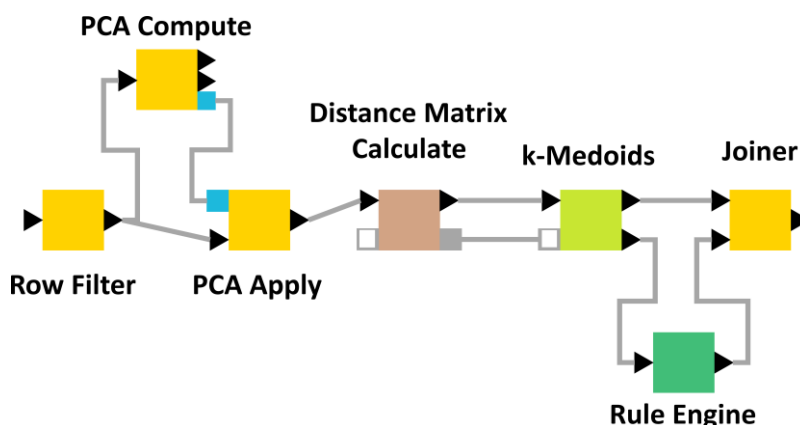 PCA Compute
Distance Matrix
Calculate
k-Medoids
Joiner
Row Filter
PCA Apply
Rule Engine